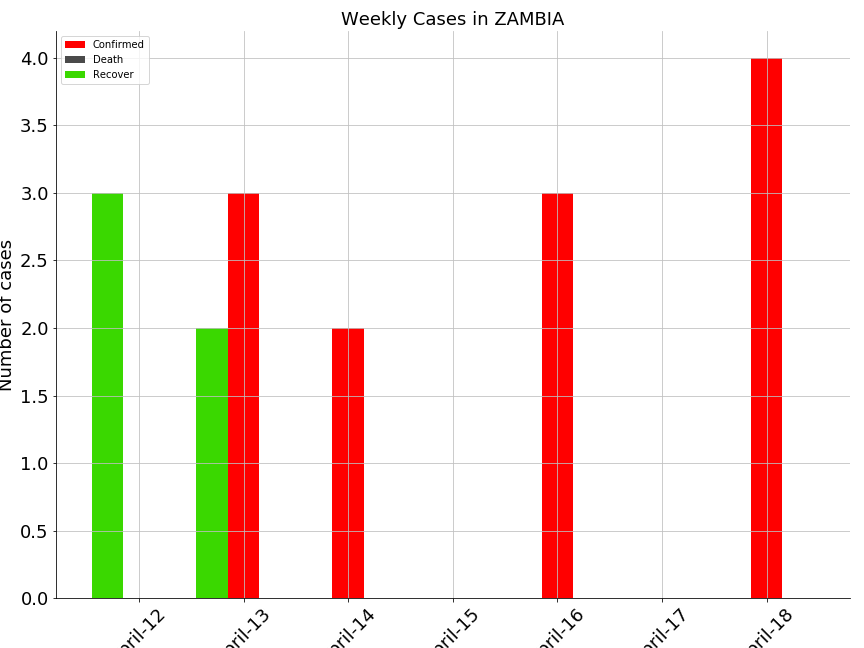 Weekly Cases in ZAMBIA
Confirmed
Death
Recover
Number of cases
4.0
3.5
3.0
2.5
2.0
1.5
1.0
0.5
0.0
pril-12
pril-13
pril-14
pril-15
pril-16
pril-17
pril-18